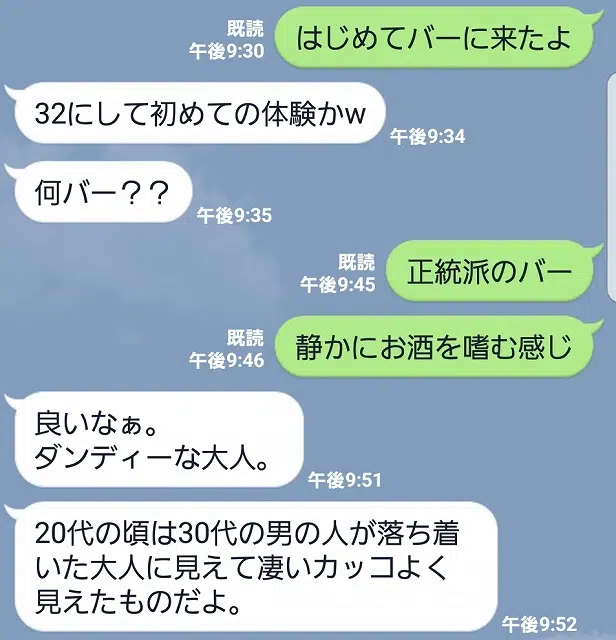 既読
午後9:30
はじめてバーに来たよ
32にして初めての体験かw
午後9:34
何バー？？
午後9:35
既読
午後9:45
正統派のバー
既読
午後9:46
静かにお酒を嗜む感じ
良いなぁ。
ダンディーな大人。
午後9:51
20代の頃は30代の男の人が落ち着
いた大人に見えて凄いカッコよく
見えたものだよ。
午後9:52